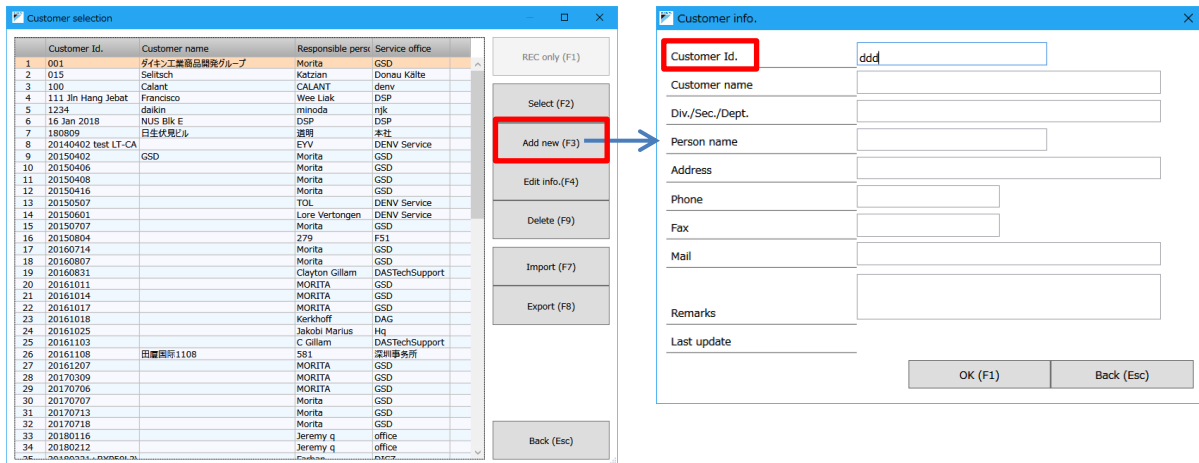 Customer selection
Customer Id. Customer name Responsible perso Service office
1 001 ダイキン工業商品開発グループ Morita GSD
2 015 Selitsch Katzian Donau Kälte
3 100 Calant CALANT denv
4 111 Jln Hang Jebat Francisco Wee Liak DSP
5 1234 daikin minoda njk
6 16 Jan 2018 NUS Blk E DSP DSP
7 180809 日生伏見ビル 道明 本社
8 20140402 test LT-CA EYV DENV Service
9 20150402 GSD Morita GSD
10 20150406 Morita GSD
11 20150408 Morita GSD
12 20150416 Morita GSD
13 20150507 TOL DENV Service
14 20150601 Lore Vertongen DENV Service
15 20150707 Morita GSD
16 20150804 279 F51
17 20160714 Morita GSD
18 20160807 Morita GSD
19 20160831 Clayton Gillam DASTechSupport
20 20161011 MORITA GSD
21 20161014 MORITA GSD
22 20161017 MORITA GSD
23 20161018 Kerkhoff DAG
24 20161025 Jakobi Marius Hq
25 20161103 C Gillam DASTechSupport
26 20161108 田厦国际1108 581 深圳事务所
27 20161207 MORITA GSD
28 20170309 MORITA GSD
29 20170706 MORITA GSD
30 20170707 Morita GSD
31 20170713 Morita GSD
32 20170718 Morita GSD
33 20180116 Jeremy q office
34 20180212 Jeremy q office
REC only (F1)
Select (F2)
Add new (F3)
Edit info.(F4)
Delete (F9)
Import (F7)
Export (F8)
Back (Esc)
Customer info.
Customer Id. ddd
Customer name
Div./Sec./Dept.
Person name
Address
Phone
Fax
Mail
Remarks
Last update
OK (F1) Back (Esc)